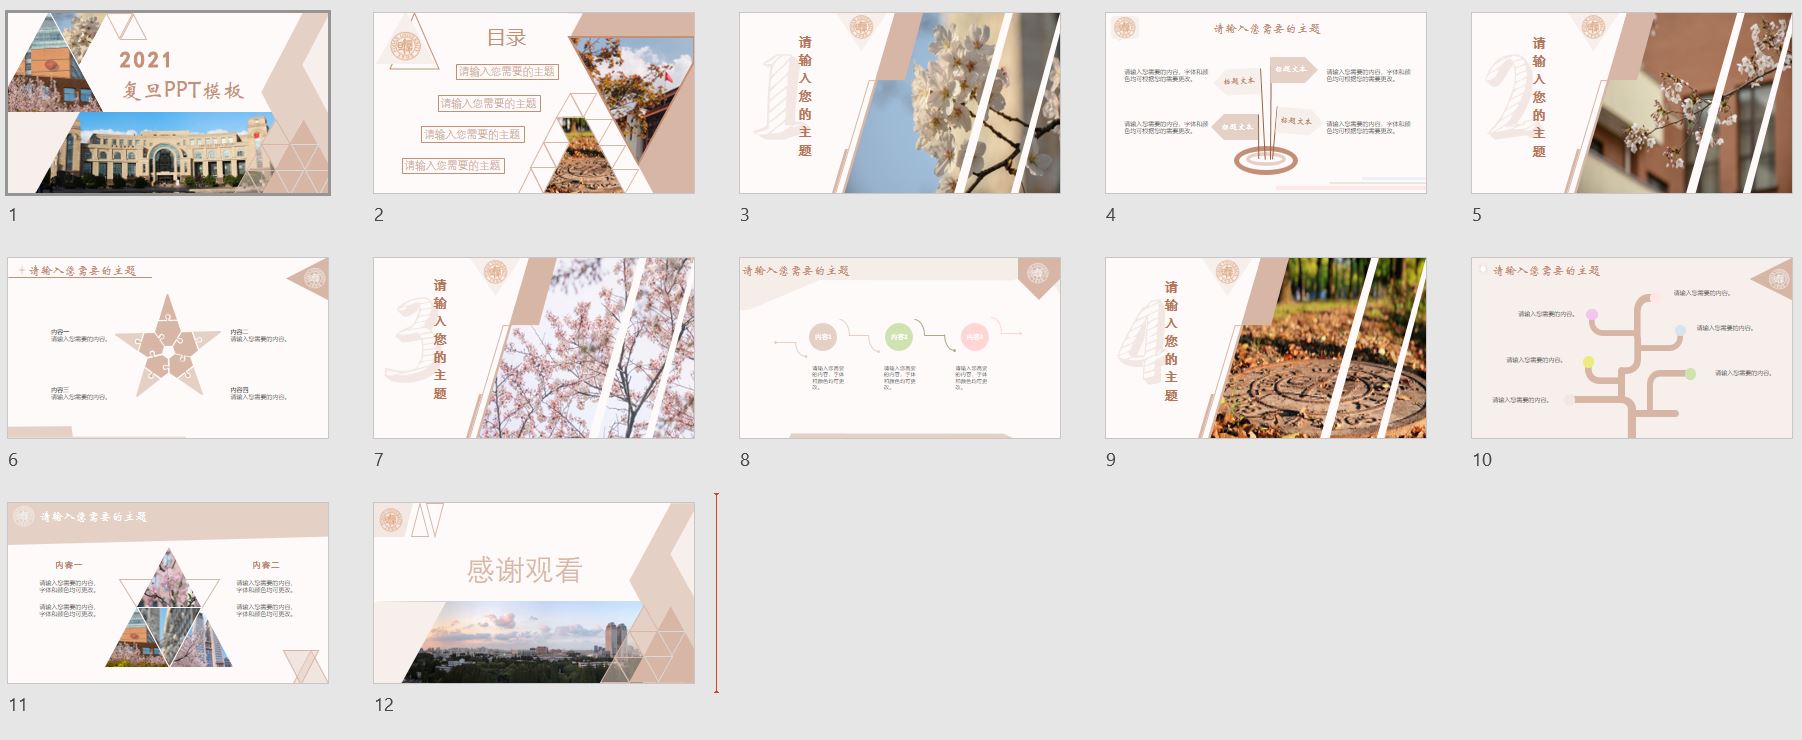 2021
复旦PPT模板
1
目录
请输入您需要的主题
请输入您需要的主题
请输入您需要的主题
请输入您需要的主题
2
1
请输入您的主题
3
请输入您需要的主题
请输入您需要的内容，字体和颜
色均可根据您的需要更改。
标题文本
标题文本
请输入您需要的内容，字体和颜
色均可根据您的需要更改。
请输入您需要的内容，字体和颜
色均可根据您的需要更改。
标题文本
标题文本
请输入您需要的内容，字体和颜
色均可根据您的需要更改。
4
2
请输入您的主题
5
请输入您需要的主题
内容一
请输入您需要的内容。
内容二
请输入您需要的内容。
内容三
请输入您需要的内容。
内容四
请输入您需要的内容。
6
3
请输入您的主题
7
请输入您需要的主题
内容1
内容2
内容3
请输入您需要
的内容，字体
和颜色均可更
改。
请输入您需要
的内容，字体
和颜色均可更
改。
请输入您需要
的内容，字体
和颜色均可更
改。
8
4
请输入您的主题
9
请输入您需要的主题
请输入您需要的内容。
请输入您需要的内容。
请输入您需要的内容。
请输入您需要的内容。
请输入您需要的内容。
请输入您需要的内容。
10
请输入您需要的主题
内容一
请输入您需要的内容，
字体和颜色均可更改。
请输入您需要的内容，
字体和颜色均可更改。
内容二
请输入您需要的内容，
字体和颜色均可更改。
请输入您需要的内容，
字体和颜色均可更改。
11
感谢观看
12